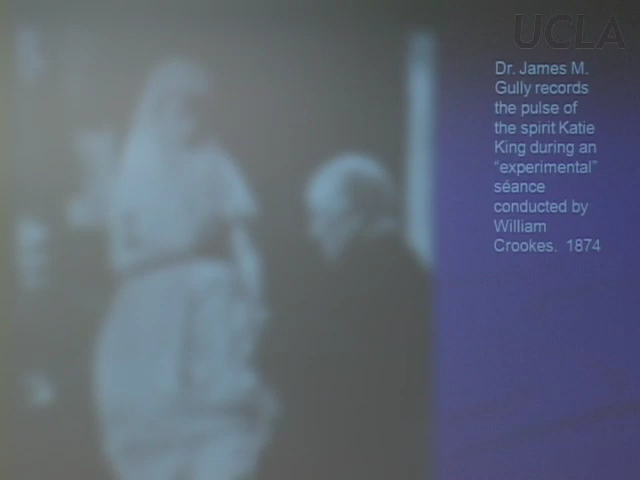 UCLA
Dr. James M.
Gully records
the pulse of
the spirit Katie
King during an
“experimental”
séance
conducted by
William
Crookes. 1874